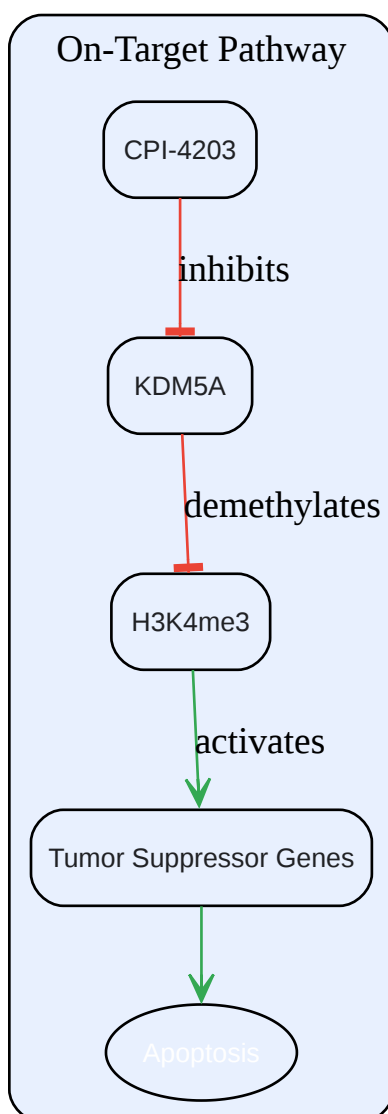 On-Target Pathway
CPI-4203
inhibits
KDM5A
demethylates
H3K4me3
activates
Tumor Suppressor Genes
Apoptosis